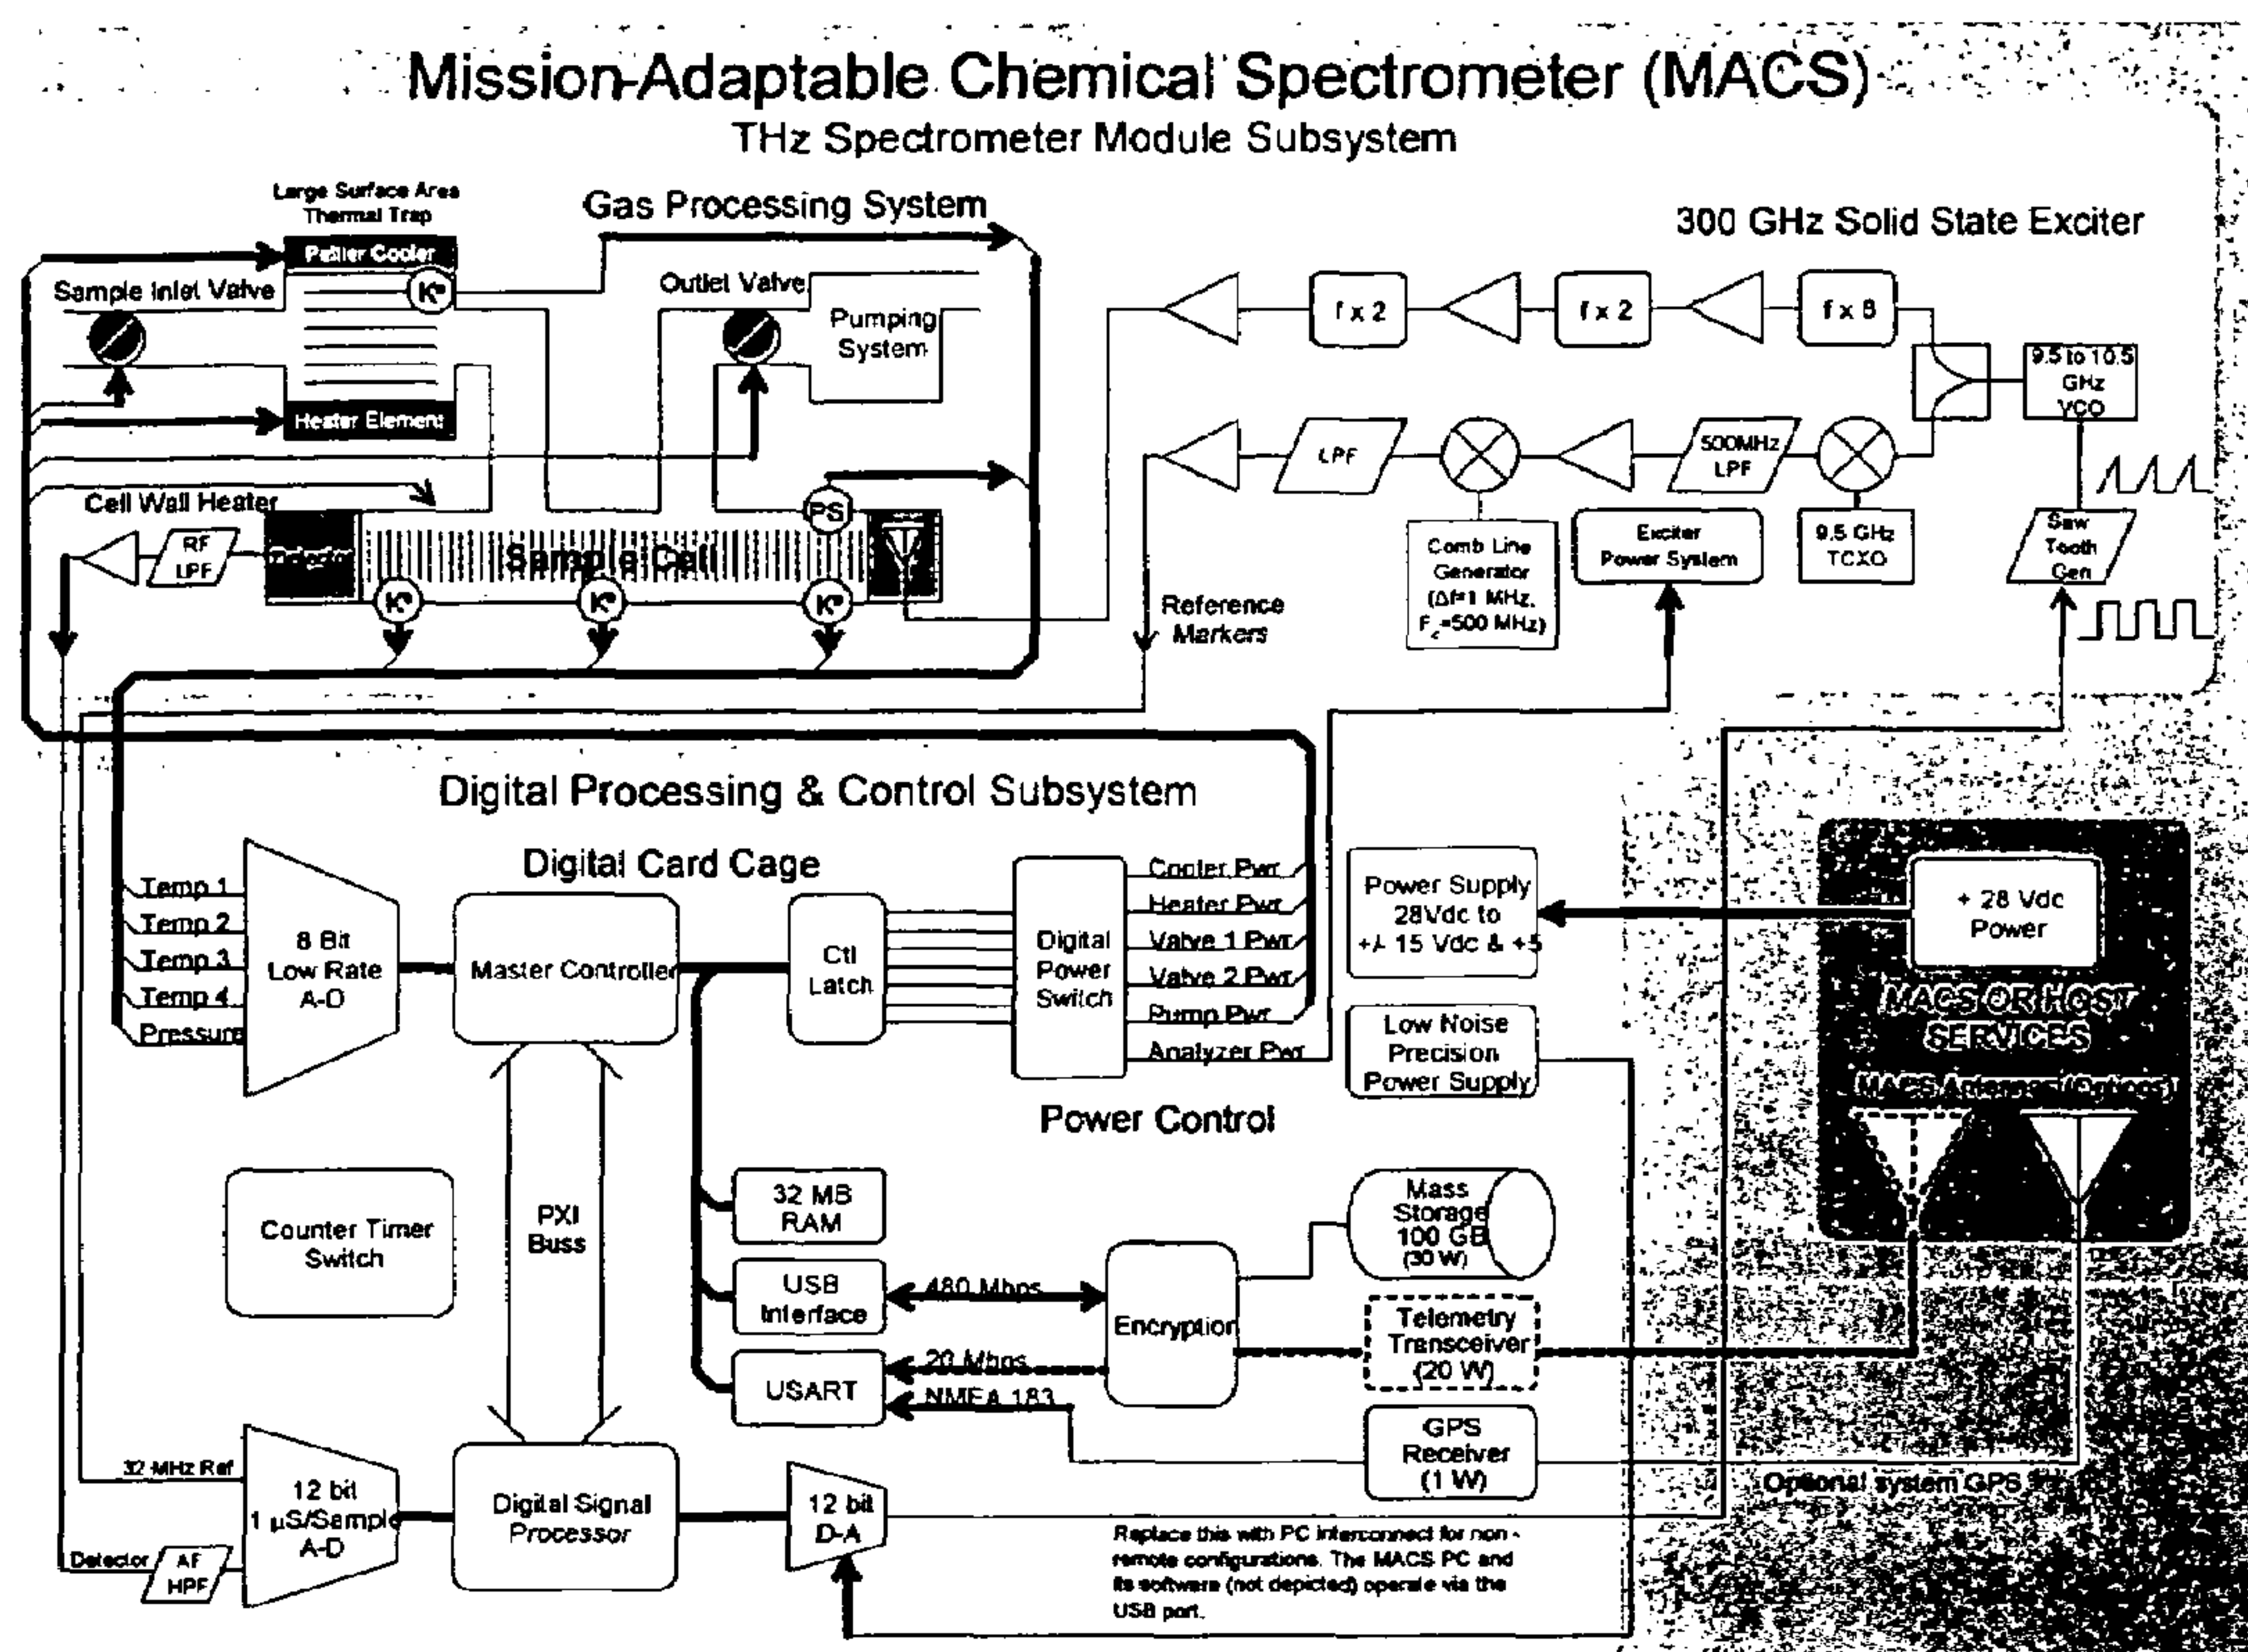 Mission-Adaptable Chemical Spectrometer (MACS)
THz Spectrometer Module Subsystem
Large Surface Area
Thermal Trap
Gas Processing System
300 GHz Solid State Exciter
Peltier Cooler
Sample Inlet Valve
K°
Outlet Valve
Pumping
System
f x 2
f x 2
f x 8
9.5 to 10.5
GHz
VCO
Heater Element
LPF
500MHz
LPF
Cell Wall Heater
PS
RF
LPF
Detector
Sample Cell
Comb Line
Generator
(Δf=1 MHz,
Fc=500 MHz)
Exciter
Power System
9.5 GHz
TCXO
Saw
Tooth
Gen
K°
K°
K°
Reference
Markers
Digital Processing & Control Subsystem
Digital Card Cage
Temp 1
Temp 2
Temp 3
Temp 4
Pressure
8 Bit
Low Rate
A-D
Master Controller
Ctl
Latch
Digital
Power
Switch
Cooler Pwr
Heater Pwr
Valve 1 Pwr
Valve 2 Pwr
Pump Pwr
Analyzer Pwr
Power Supply
28Vdc to
+/- 15 Vdc & +5
+ 28 Vdc
Power
MACS OR HOST
SERVICES
MACS Antennas (Options)
Low Noise
Precision
Power Supply
Power Control
Counter Timer
Switch
PXI
Buss
32 MB
RAM
USB
Interface
480 Mbps
USART
20 Mbps
NMEA 183
Encryption
Mass
Storage
100 GB
(30 W)
Telemetry
Transceiver
(20 W)
GPS
Receiver
(1 W)
Optional system GPS
32 MHz Ref
12 bit
1 µS/Sample
A-D
Detector
AF
HPF
Digital Signal
Processor
12 bit
D-A
Replace this with PC interconnect for non -
remote configurations. The MACS PC and
its software (not depicted) operate via the
USB port.